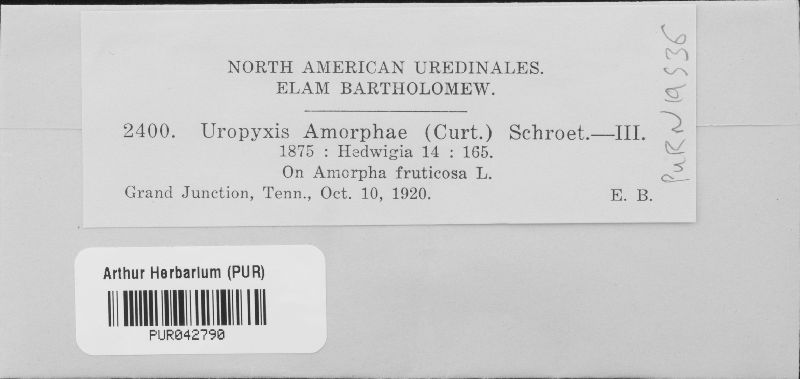 NORTH AMERICAN UREDINALES.
ELAM BARTHOLOMEW.
2400. Uropyxis Amorphae (Curt.) Schroet.—III.
1875 : Hedwigia 14 : 165.
On Amorpha fruticosa L.
Grand Junction, Tenn., Oct. 10, 1920. E. B.
PURN19536
Arthur Herbarium (PUR)
PUR042790